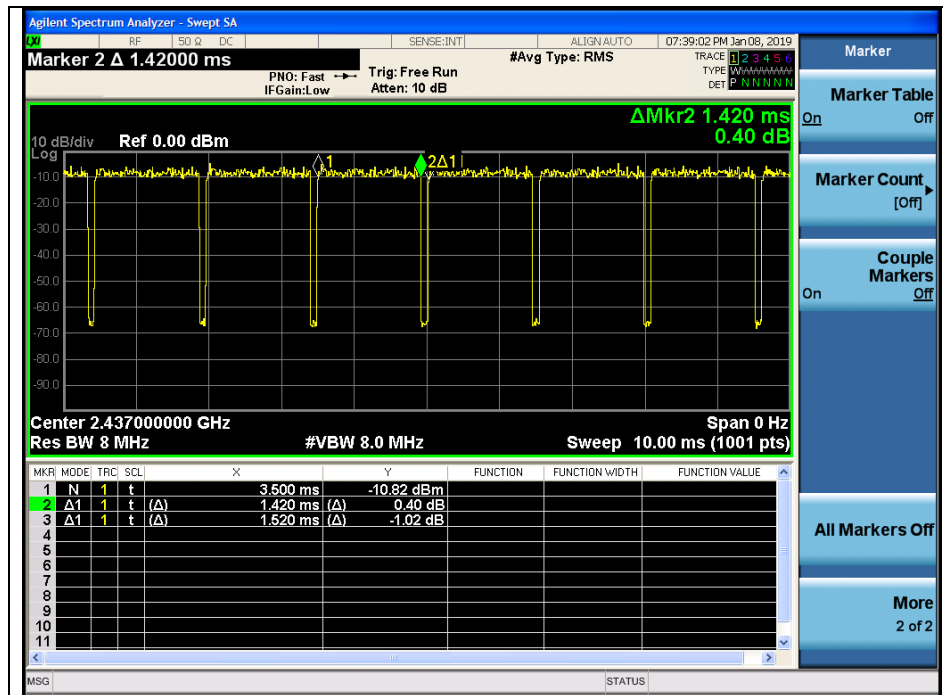 Agilent Spectrum Analyzer - Swept SA
LXI RF 50 Ω DC SENSE:INT ALIGNAUTO 07:39:02 PM Jan 08, 2019
Marker 2 Δ 1.42000 ms
PNO: Fast
IFGain:Low
Trig: Free Run
Atten: 10 dB
#Avg Type: RMS
TRACE 1 2 3 4 5 6
TYPE WWWWWW
DET P N N N N N
ΔMkr2 1.420 ms
0.40 dB
10 dB/div Ref 0.00 dBm
Log
1
2Δ1
-10.0
-20.0
-30.0
-40.0
-50.0
-60.0
-70.0
-80.0
-90.0
Center 2.437000000 GHz Span 0 Hz
Res BW 8 MHz #VBW 8.0 MHz Sweep 10.00 ms (1001 pts)
MKR MODE TRC SCL X Y FUNCTION FUNCTION WIDTH FUNCTION VALUE
1 N 1 t 3.500 ms -10.82 dBm
2 Δ1 1 t (Δ) 1.420 ms (Δ) 0.40 dB
3 Δ1 1 t (Δ) 1.520 ms (Δ) -1.02 dB
4
5
6
7
8
9
10
11
MSG STATUS
Marker
Marker Table
On Off
Marker Count
[Off]
Couple
Markers
On Off
All Markers Off
More
2 of 2